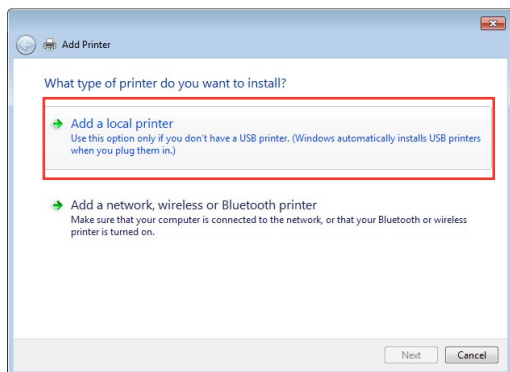 Add Printer
What type of printer do you want to install?
Add a local printer
Use this option only if you don't have a USB printer. (Windows automatically installs USB printers
when you plug them in.)
Add a network, wireless or Bluetooth printer
Make sure that your computer is connected to the network, or that your Bluetooth or wireless
printer is turned on.
Next Cancel